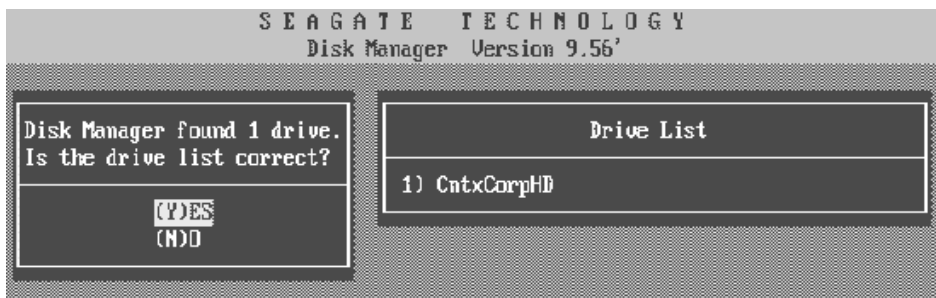 SEAGATE TECHNOLOGY
Disk Manager Version 9.56'
Disk Manager found 1 drive.
Is the drive list correct?
(Y)ES
(N)O
Drive List
1) CntxCorpHD